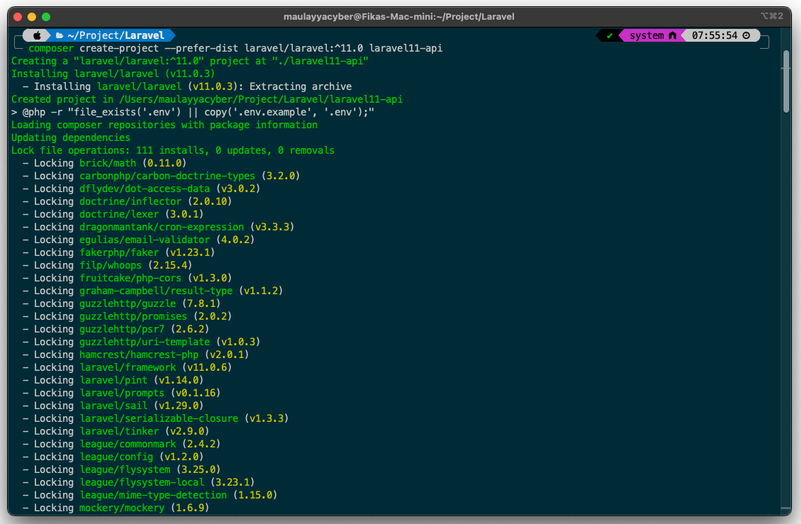 maulayyacyber@Fikas-Mac-mini:~/Project/Laravel
⌥⌘2
~/Project/Laravel
✔ system 07:55:54
composer create-project --prefer-dist laravel/laravel:^11.0 laravel11-api
Creating a "laravel/laravel:^11.0" project at "./laravel11-api"
Installing laravel/laravel (v11.0.3)
- Installing laravel/laravel (v11.0.3): Extracting archive
Created project in /Users/maulayyacyber/Project/Laravel/laravel11-api
> @php -r "file_exists('.env') || copy('.env.example', '.env');"
Loading composer repositories with package information
Updating dependencies
Lock file operations: 111 installs, 0 updates, 0 removals
- Locking brick/math (0.11.0)
- Locking carbonphp/carbon-doctrine-types (3.2.0)
- Locking dflydev/dot-access-data (v3.0.2)
- Locking doctrine/inflector (2.0.10)
- Locking doctrine/lexer (3.0.1)
- Locking dragonmantank/cron-expression (v3.3.3)
- Locking egulias/email-validator (4.0.2)
- Locking fakerphp/faker (v1.23.1)
- Locking filp/whoops (2.15.4)
- Locking fruitcake/php-cors (v1.3.0)
- Locking graham-campbell/result-type (v1.1.2)
- Locking guzzlehttp/guzzle (7.8.1)
- Locking guzzlehttp/promises (2.0.2)
- Locking guzzlehttp/psr7 (2.6.2)
- Locking guzzlehttp/uri-template (v1.0.3)
- Locking hamcrest/hamcrest-php (v2.0.1)
- Locking laravel/framework (v11.0.6)
- Locking laravel/pint (v1.14.0)
- Locking laravel/prompts (v0.1.16)
- Locking laravel/sail (v1.29.0)
- Locking laravel/serializable-closure (v1.3.3)
- Locking laravel/tinker (v2.9.0)
- Locking league/commonmark (2.4.2)
- Locking league/config (v1.2.0)
- Locking league/flysystem (3.25.0)
- Locking league/flysystem-local (3.23.1)
- Locking league/mime-type-detection (1.15.0)
- Locking mockery/mockery (1.6.9)